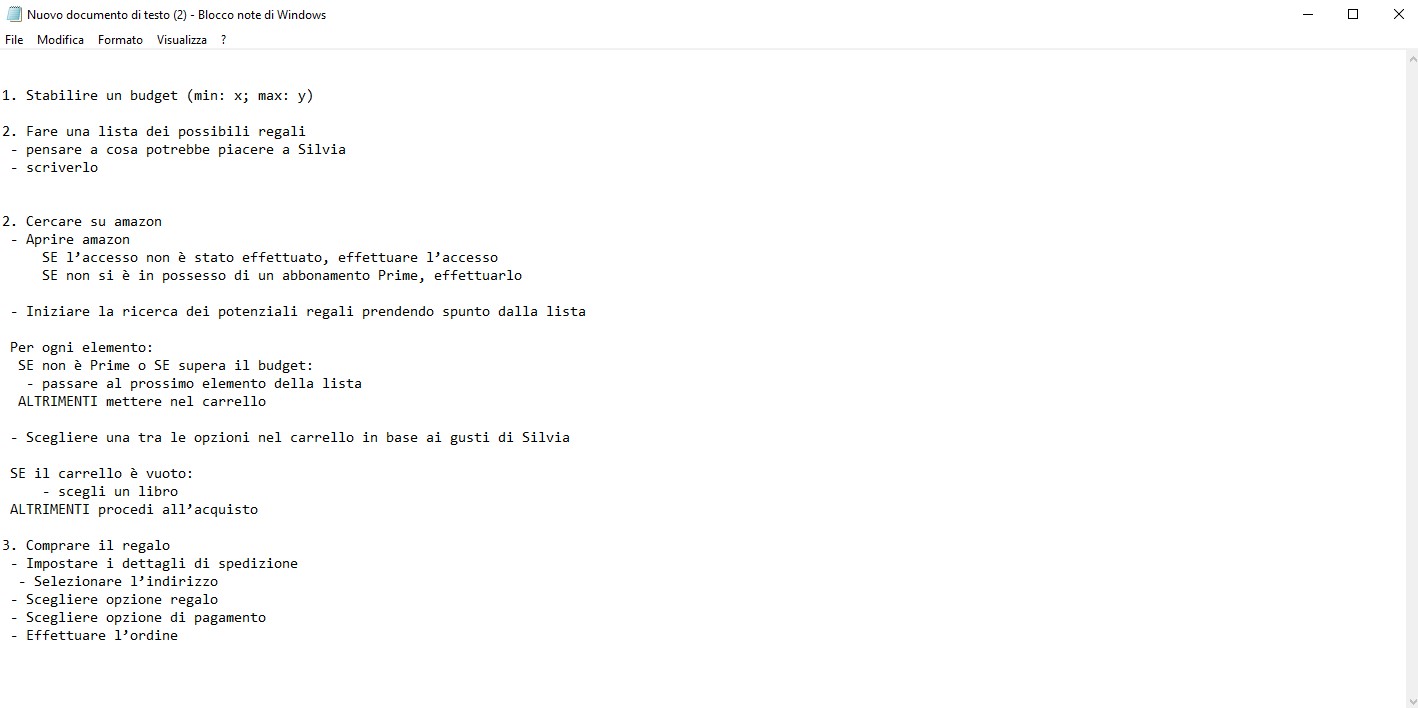 Nuovo documento di testo (2) - Blocco note di Windows
File Modifica Formato Visualizza ?
1. Stabilire un budget (min: x; max: y)
2. Fare una lista dei possibili regali
- pensare a cosa potrebbe piacere a Silvia
- scriverlo
2. Cercare su amazon
- Aprire amazon
SE l’accesso non è stato effettuato, effettuare l’accesso
SE non si è in possesso di un abbonamento Prime, effettuarlo
- Iniziare la ricerca dei potenziali regali prendendo spunto dalla lista
Per ogni elemento:
SE non è Prime o SE supera il budget:
- passare al prossimo elemento della lista
ALTRIMENTI mettere nel carrello
- Scegliere una tra le opzioni nel carrello in base ai gusti di Silvia
SE il carrello è vuoto:
- scegli un libro
ALTRIMENTI procedi all’acquisto
3. Comprare il regalo
- Impostare i dettagli di spedizione
- Selezionare l’indirizzo
- Scegliere opzione regalo
- Scegliere opzione di pagamento
- Effettuare l’ordine